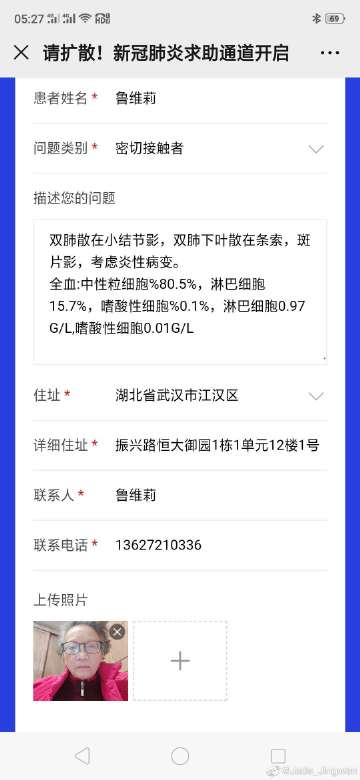 05:27
69
请扩散！新冠肺炎求助通道开启
患者姓名 * 鲁维莉
问题类别 * 密切接触者
描述您的问题
双肺散在小结节影，双肺下叶散在条索，斑
片影，考虑炎性病变。
全血:中性粒细胞%80.5%，淋巴细胞
15.7%，嗜酸性细胞%0.1%，淋巴细胞0.97
G/L,嗜酸性细胞0.01G/L
住址 * 湖北省武汉市江汉区
详细住址 * 振兴路恒大御园1栋1单元12楼1号
联系人 * 鲁维莉
联系电话 * 13627210336
上传照片